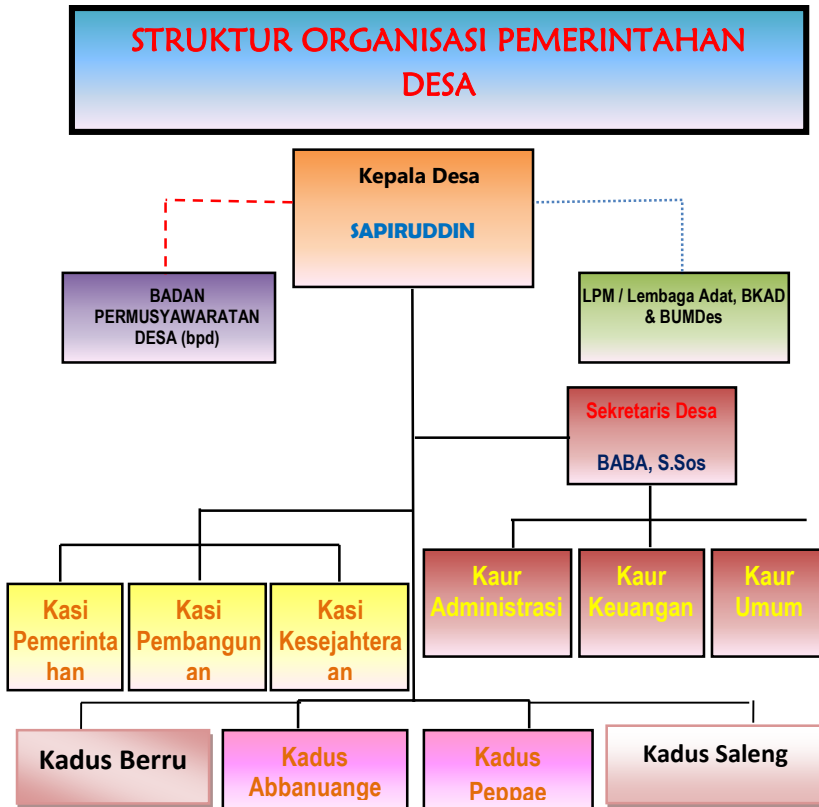 STRUKTUR ORGANISASI PEMERINTAHAN
DESA
Kepala Desa
SAPIRUDDIN
BADAN
PERMUSYAWARATAN
DESA (bpd)
LPM / Lembaga Adat, BKAD
& BUMDes
Sekretaris Desa
BABA, S.Sos
Kasi
Pemerinta
han
Kasi
Pembangun
an
Kasi
Kesejahtera
an
Kaur
Administrasi
Kaur
Keuangan
Kaur
Umum
Kadus Berru
Kadus
Abbanuange
Kadus
Peppae
Kadus Saleng